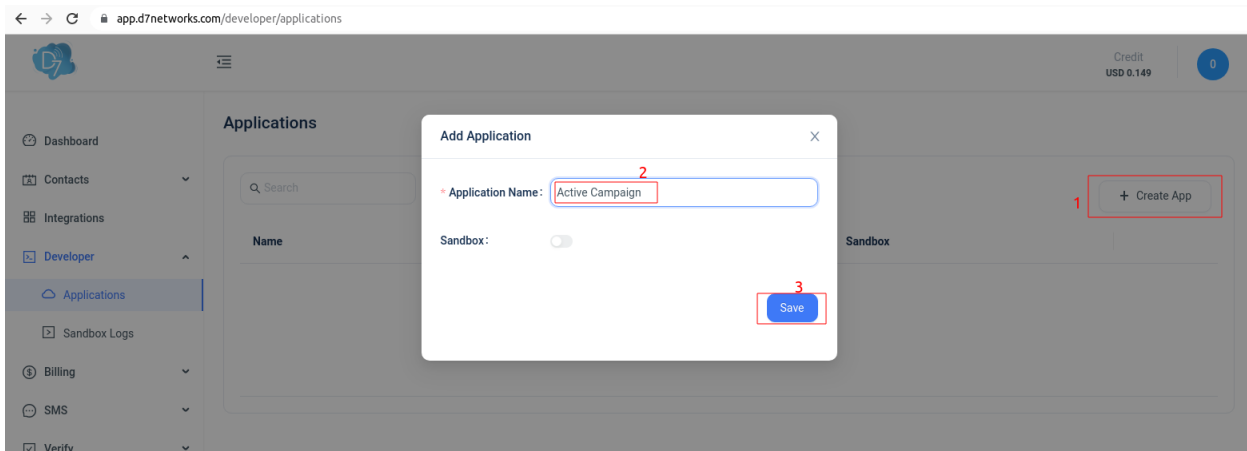 app.d7networks.com/developer/applications
D7
Credit
USD 0.149
0
Dashboard
Contacts
Integrations
Developer
Applications
Sandbox Logs
Billing
SMS
Verify
Applications
Search
1
+ Create App
Name
Sandbox
Add Application
2
* Application Name: Active Campaign
Sandbox:
3
Save